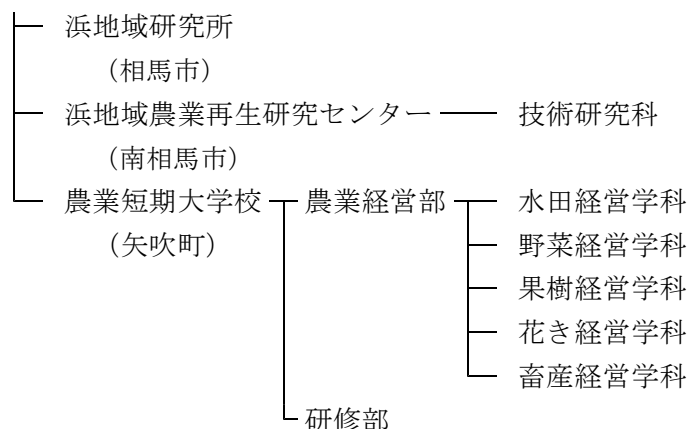 浜地域研究所
（相馬市）
浜地域農業再生研究センター 技術研究科
（南相馬市）
農業短期大学校 農業経営部 水田経営学科
（矢吹町） 野菜経営学科
果樹経営学科
花き経営学科
畜産経営学科
研修部